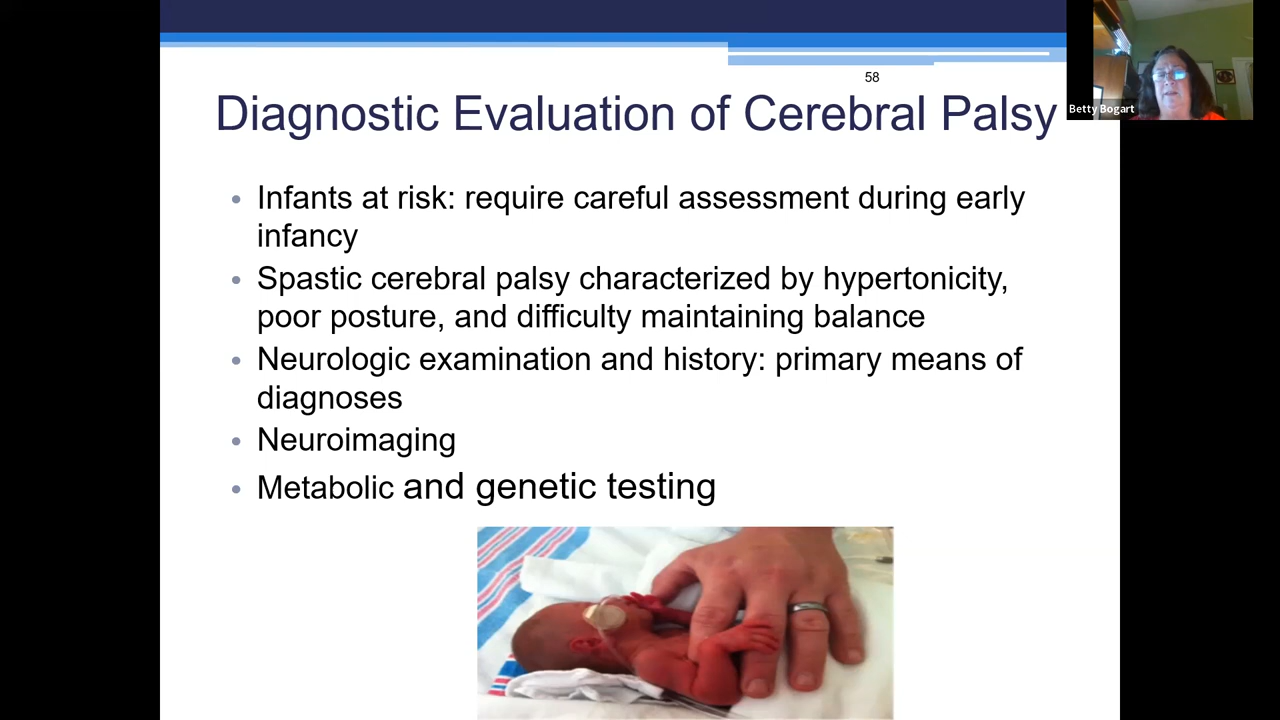 58
Betty Bogart
Diagnostic Evaluation of Cerebral Palsy
• Infants at risk: require careful assessment during early
infancy
• Spastic cerebral palsy characterized by hypertonicity,
poor posture, and difficulty maintaining balance
• Neurologic examination and history: primary means of
diagnoses
• Neuroimaging
• Metabolic and genetic testing